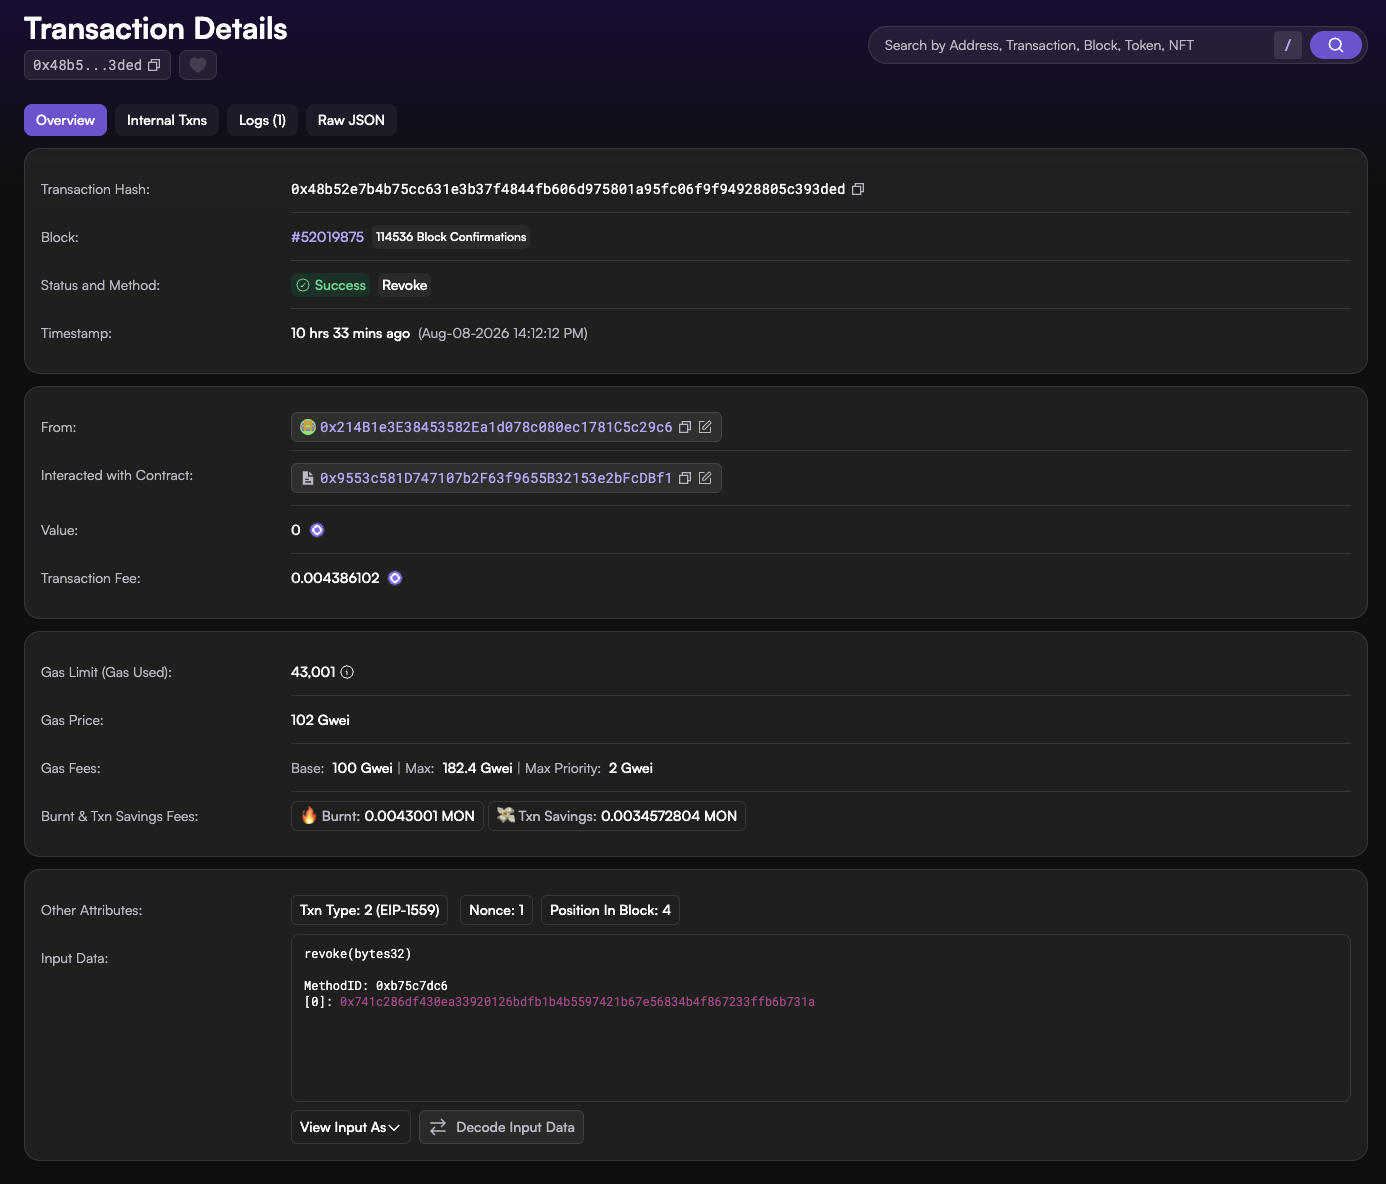 Transaction Details
0x48b5...3ded
Search by Address, Transaction, Block, Token, NFT /
Overview Internal Txns Logs (1) Raw JSON
Transaction Hash: 0x48b52e7b4b75cc631e3b37f4844fb606d975801a95fc06f9f94928805c393ded
Block: #52019875 114536 Block Confirmations
Status and Method: Success Revoke
Timestamp: 10 hrs 33 mins ago (Aug-08-2026 14:12:12 PM)
From: 0x214B1e3E38453582Ea1d078c080ec1781C5c29c6
Interacted with Contract: 0x9553c581D747107b2F63f9655B32153e2bFcDBf1
Value: 0
Transaction Fee: 0.004386102
Gas Limit (Gas Used): 43,001
Gas Price: 102 Gwei
Gas Fees: Base: 100 Gwei | Max: 182.4 Gwei | Max Priority: 2 Gwei
Burnt & Txn Savings Fees: Burnt: 0.0043001 MON Txn Savings: 0.0034572804 MON
Other Attributes: Txn Type: 2 (EIP-1559) Nonce: 1 Position In Block: 4
Input Data: revoke(bytes32)
MethodID: 0xb75c7dc6
[0]: 0x741c286df430ea33920126bdfb1b4b5597421b67e56834b4f867233ffb6b731a
View Input As Decode Input Data